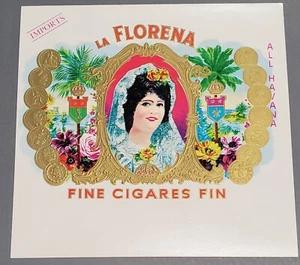 IMPORTS
LA FLORENA
ALL HAVANA
FINE CIGARES FIN